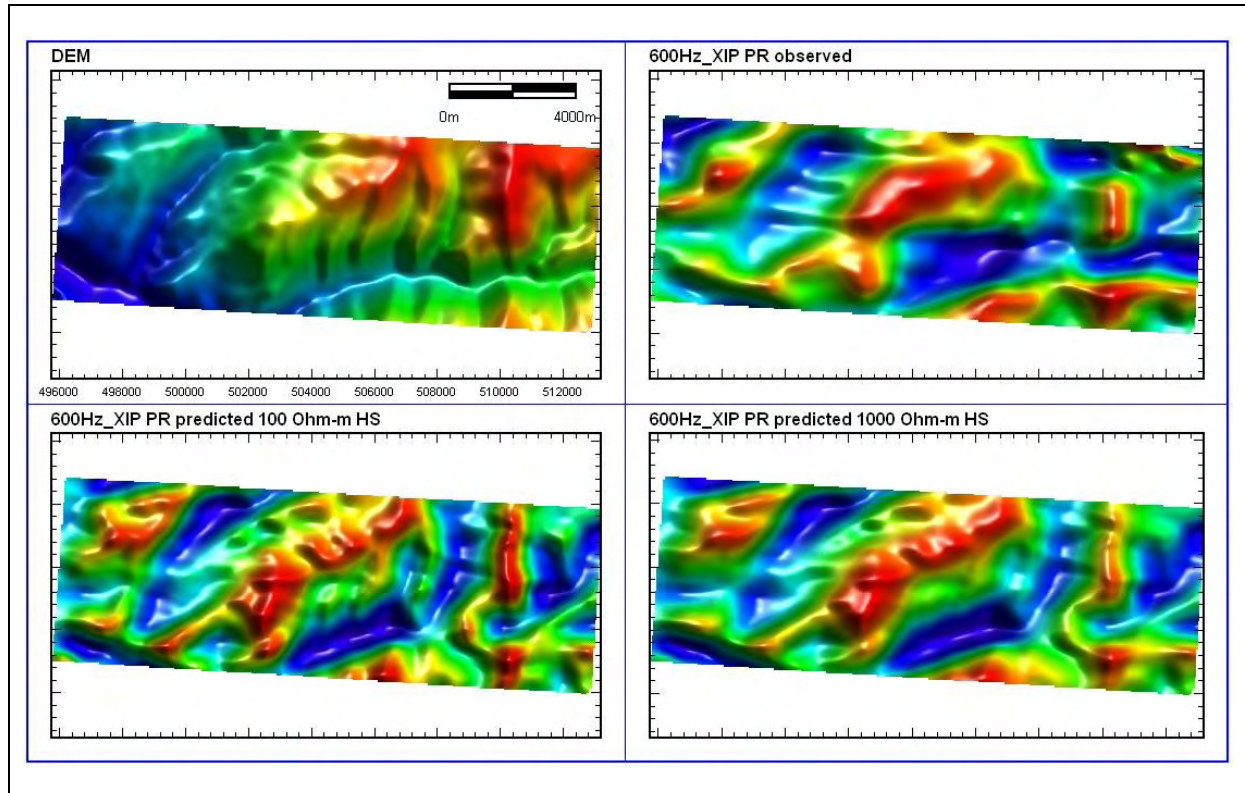 DEM
600Hz_XIP PR observed
0m 4000m
496000 498000 500000 502000 504000 506000 508000 510000 512000
600Hz_XIP PR predicted 100 Ohm-m HS
600Hz_XIP PR predicted 1000 Ohm-m HS